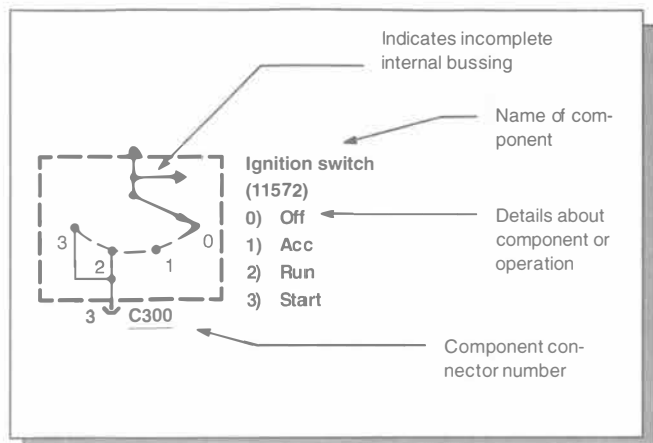 Indicates incomplete
internal bussing
Name of com-
ponent
Ignition switch
(11572)
0) Off
1) Acc
2) Run
3) Start
Details about
component or
operation
3
2
1
0
3 C300
Component con-
nector number